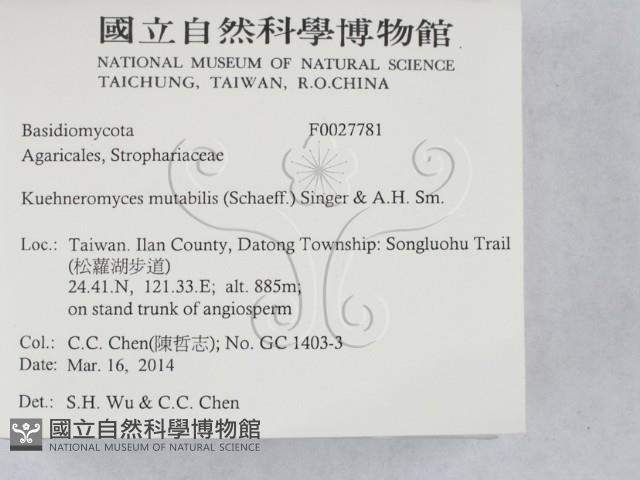 國立自然科學博物館
NATIONAL MUSEUM OF NATURAL SCIENCE
TAICHUNG, TAIWAN, R.O.CHINA
Basidiomycota F0027781
Agaricales, Strophariaceae
Kuehneromyces mutabilis (Schaeff.) Singer & A.H. Sm.
Loc.: Taiwan. Ilan County, Datong Township: Songluohu Trail
(松蘿湖步道)
24.41.N, 121.33.E; alt. 885m;
on stand trunk of angiosperm
Col.: C.C. Chen(陳哲志); No. GC 1403-3
Date: Mar. 16, 2014
Det.: S.H. Wu & C.C. Chen
國立自然科學博物館
NATIONAL MUSEUM OF NATURAL SCIENCE